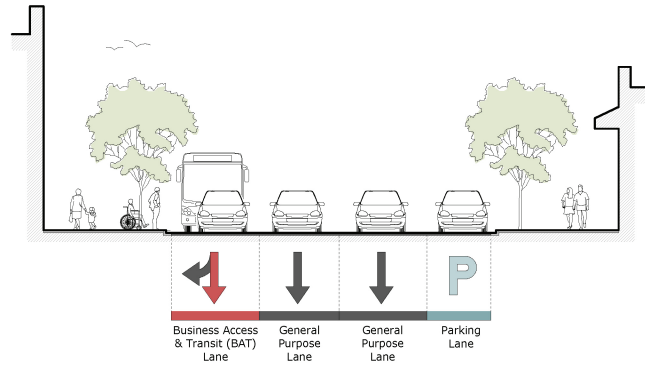 P
Business Access
& Transit (BAT)
Lane
General
Purpose
Lane
General
Purpose
Lane
Parking
Lane